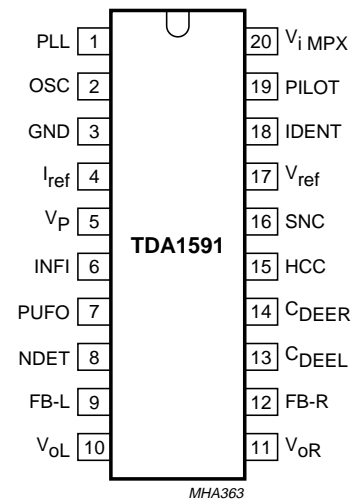 PLL 1 20 Vi MPX
OSC 2 19 PILOT
GND 3 18 IDENT
Iref 4 17 Vref
VP 5 16 SNC
TDA1591
INFI 6 15 HCC
PUFO 7 14 CDEER
NDET 8 13 CDEEL
FB-L 9 12 FB-R
VoL 10 11 VoR
MHA363